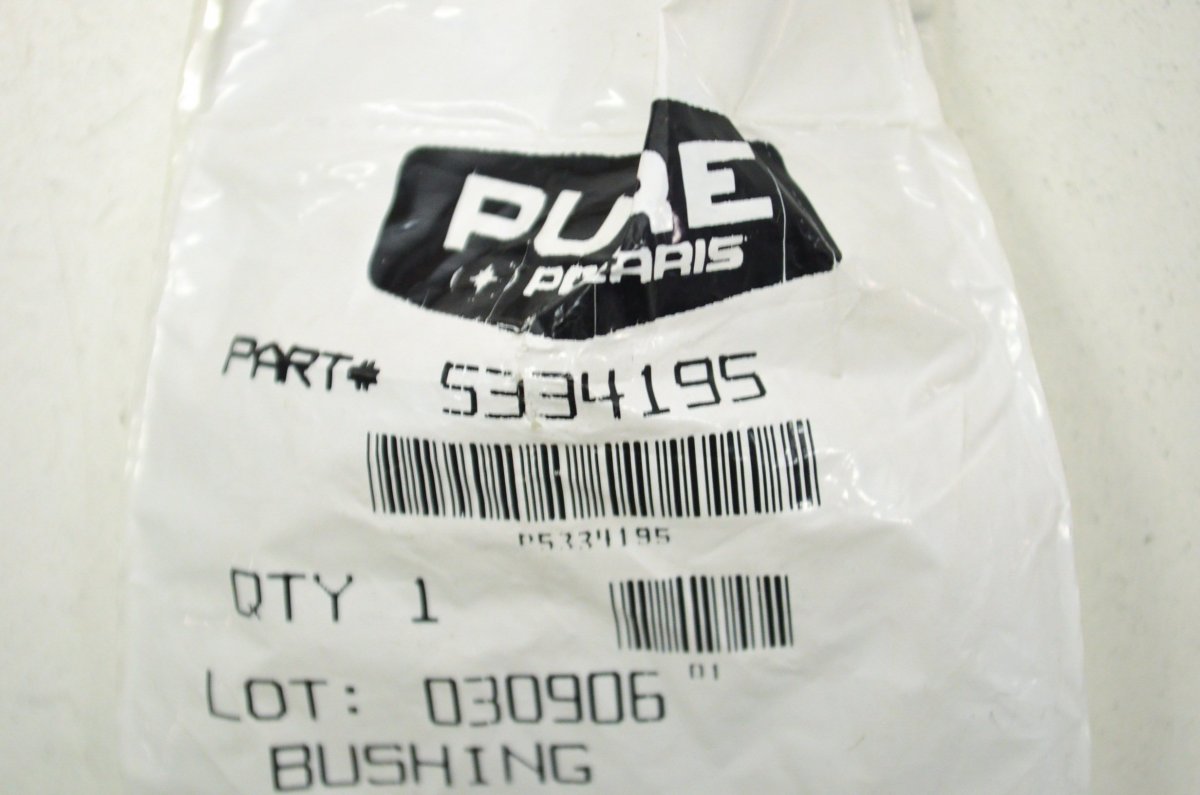 PURE
POLARIS
PART# 5334195
P5334195
QTY 1
01
LOT: 030906
BUSHING